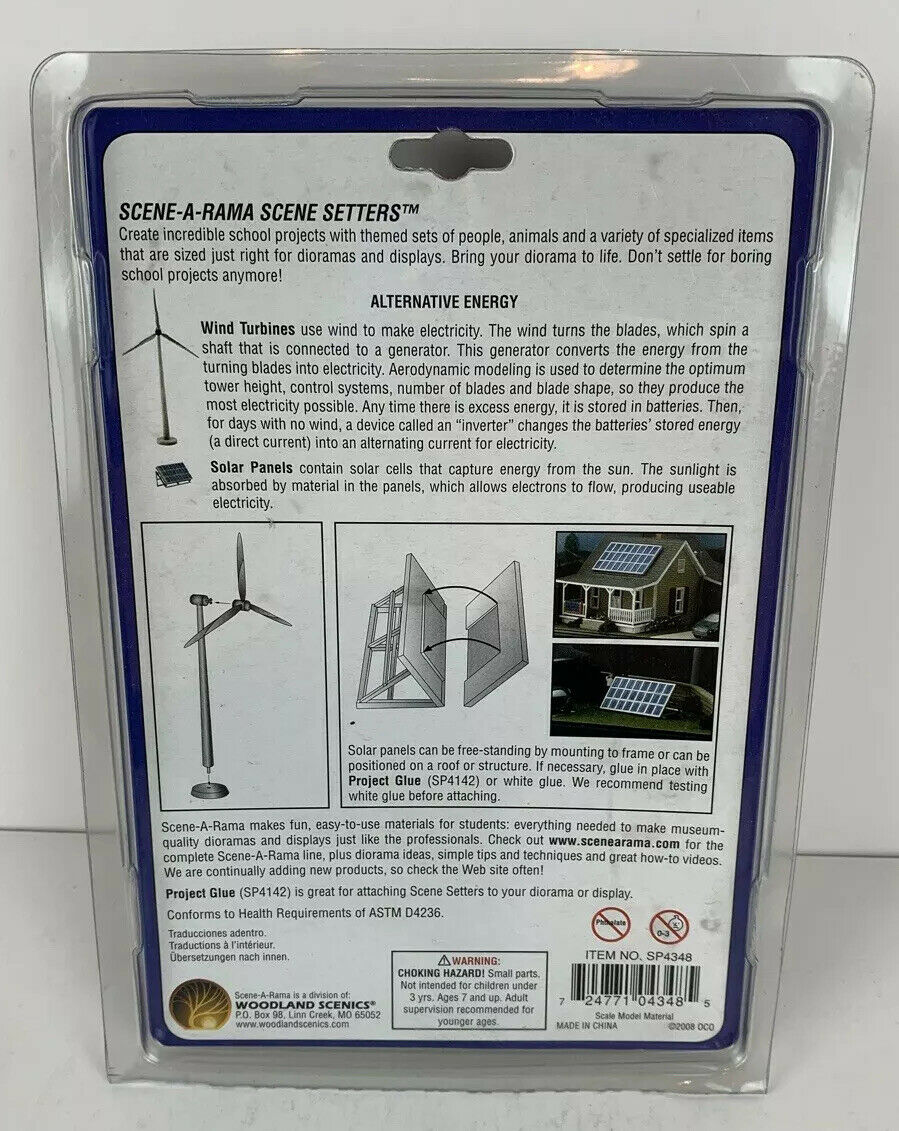 SCENE-A-RAMA SCENE SETTERS™
Create incredible school projects with themed sets of people, animals and a variety of specialized items
that are sized just right for dioramas and displays. Bring your diorama to life. Don't settle for boring
school projects anymore!
ALTERNATIVE ENERGY
Wind Turbines use wind to make electricity. The wind turns the blades, which spin a
shaft that is connected to a generator. This generator converts the energy from the
turning blades into electricity. Aerodynamic modeling is used to determine the optimum
tower height, control systems, number of blades and blade shape, so they produce the
most electricity possible. Any time there is excess energy, it is stored in batteries. Then,
for days with no wind, a device called an “inverter” changes the batteries' stored energy
(a direct current) into an alternating current for electricity.
Solar Panels contain solar cells that capture energy from the sun. The sunlight is
absorbed by material in the panels, which allows electrons to flow, producing useable
electricity.
Solar panels can be free-standing by mounting to frame or can be
positioned on a roof or structure. If necessary, glue in place with
Project Glue (SP4142) or white glue. We recommend testing
white glue before attaching.
Scene-A-Rama makes fun, easy-to-use materials for students: everything needed to make museum-
quality dioramas and displays just like the professionals. Check out www.scenearama.com for the
complete Scene-A-Rama line, plus diorama ideas, simple tips and techniques and great how-to videos.
We are continually adding new products, so check the Web site often!
Project Glue (SP4142) is great for attaching Scene Setters to your diorama or display.
Conforms to Health Requirements of ASTM D4236.
Traducciones adentro.
Traductions à l'intérieur.
Übersetzungen nach innen.
Scene-A-Rama is a division of:
WOODLAND SCENICS®
P.O. Box 98, Linn Creek, MO 65052
www.woodlandscenics.com
⚠WARNING:
CHOKING HAZARD! Small parts.
Not intended for children under
3 yrs. Ages 7 and up. Adult
supervision recommended for
younger ages.
Phthalate
0-3
ITEM NO. SP4348
7 24771 04348 5
Scale Model Material
MADE IN CHINA ©2008 OCO